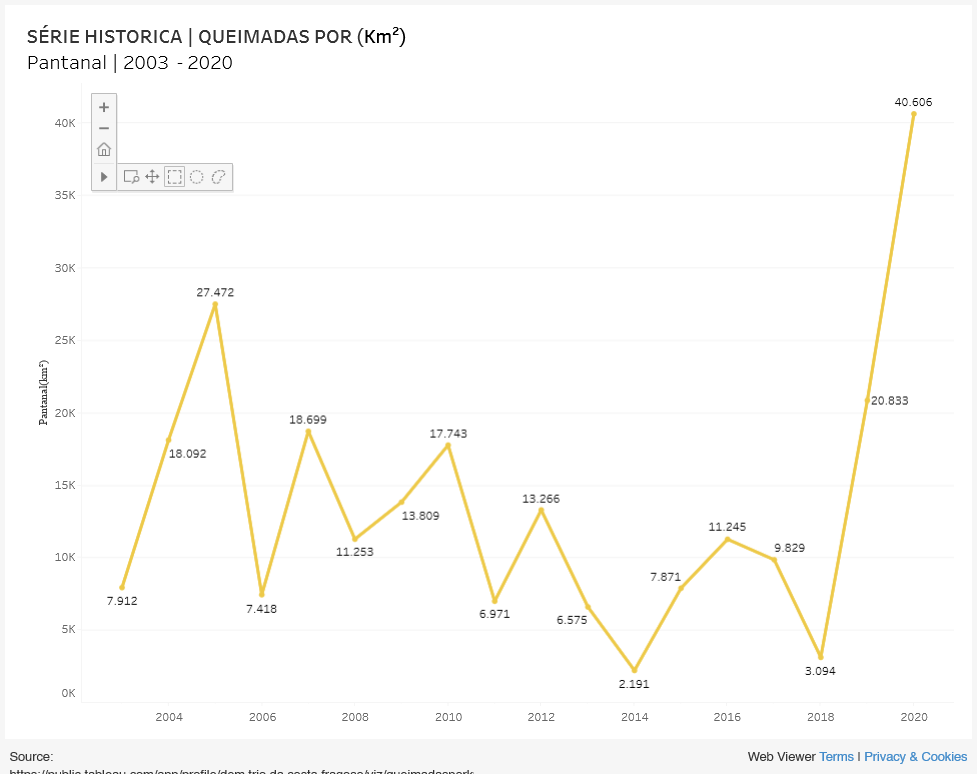 SÉRIE HISTORICA | QUEIMADAS POR (Km²)
Pantanal | 2003 - 2020
40.606
40K
35K
30K
27.472
25K
Pantanal(km²)
20K
20.833
18.699
17.743
18.092
15K
13.266
13.809
11.253
11.245
10K
9.829
7.912
7.418
7.871
6.971
6.575
5K
3.094
2.191
0K
2004 2006 2008 2010 2012 2014 2016 2018 2020
Source:
Web Viewer Terms | Privacy & Cookies